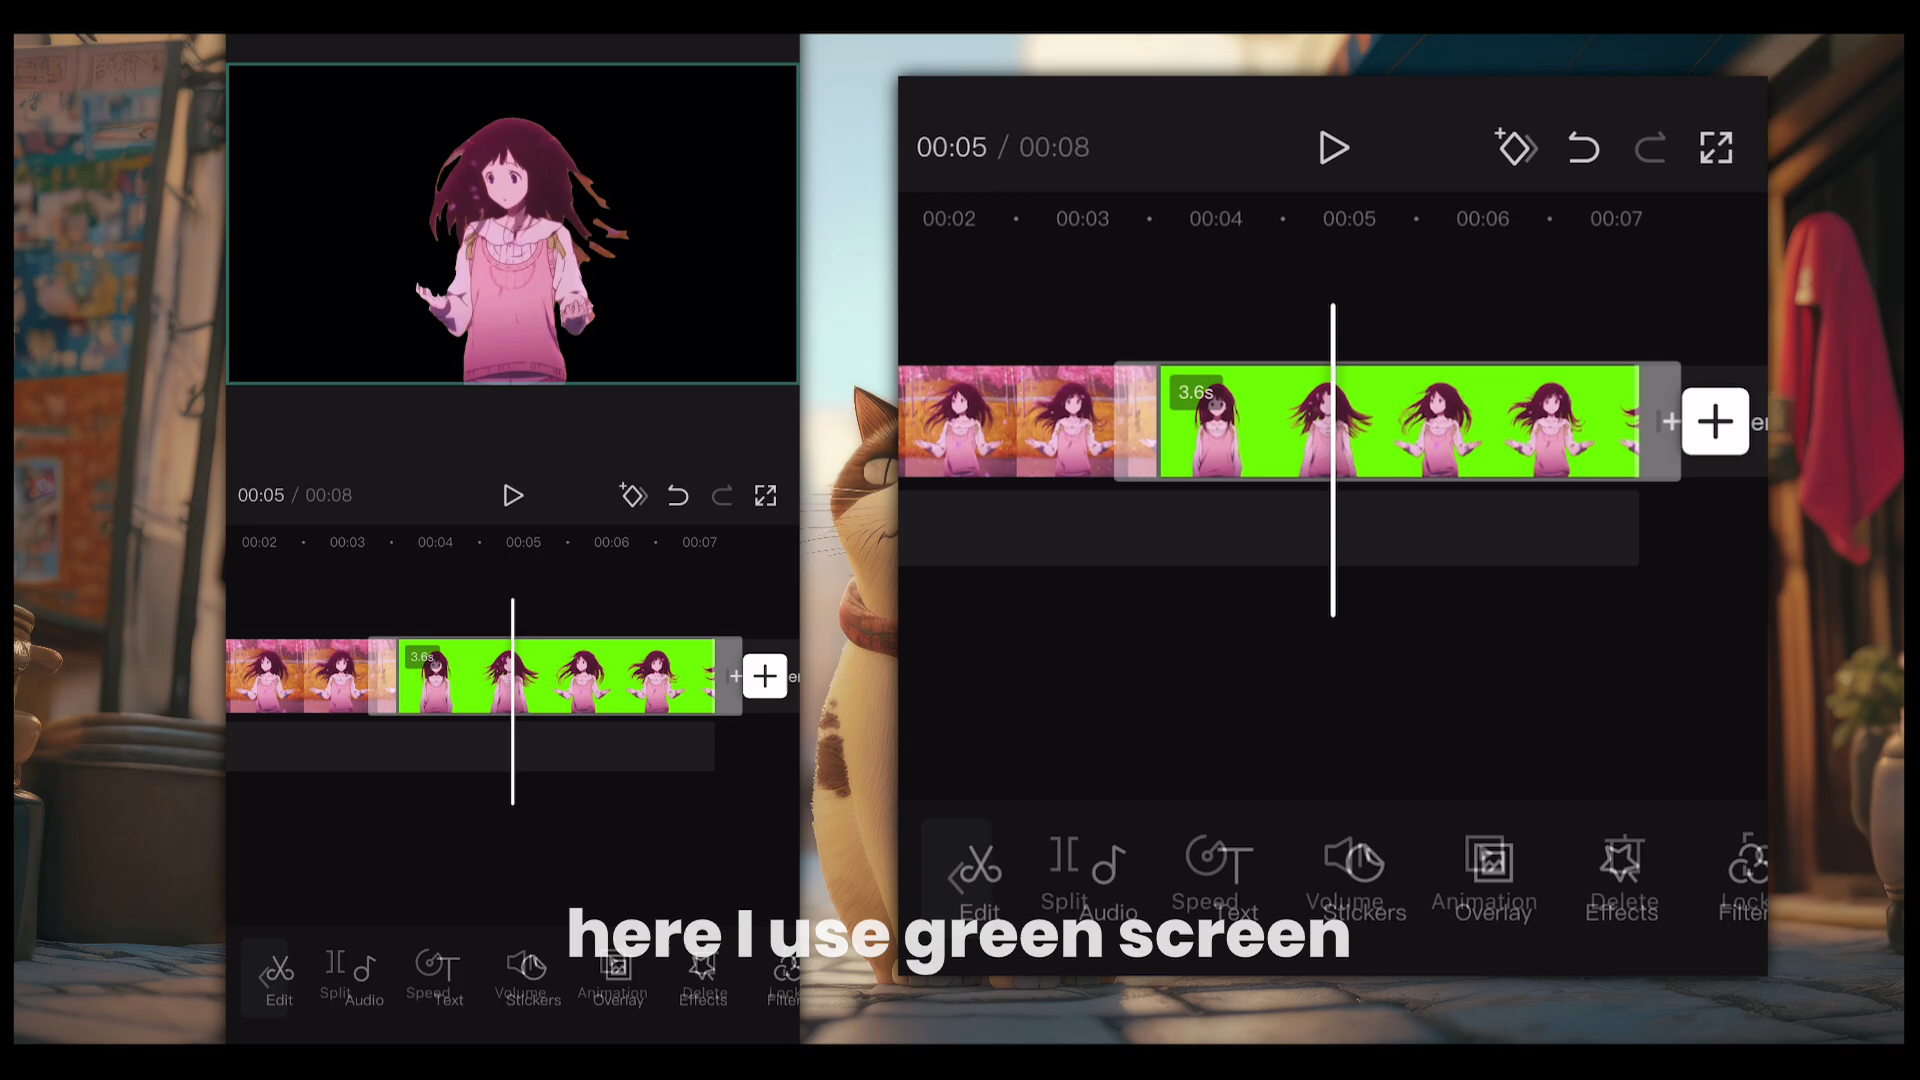 00:05 / 00:08
00:02 00:03 00:04 00:05 00:06 00:07
3.6s
Edit Split Audio Speed Text Volume Stickers Animation Overlay Delete Effects Lock Filter
00:05 / 00:08
00:02 00:03 00:04 00:05 00:06 00:07
3.6s
Edit Split Audio Speed Text Volume Stickers Animation Overlay Delete Effects Lock Filter
here I use green screen